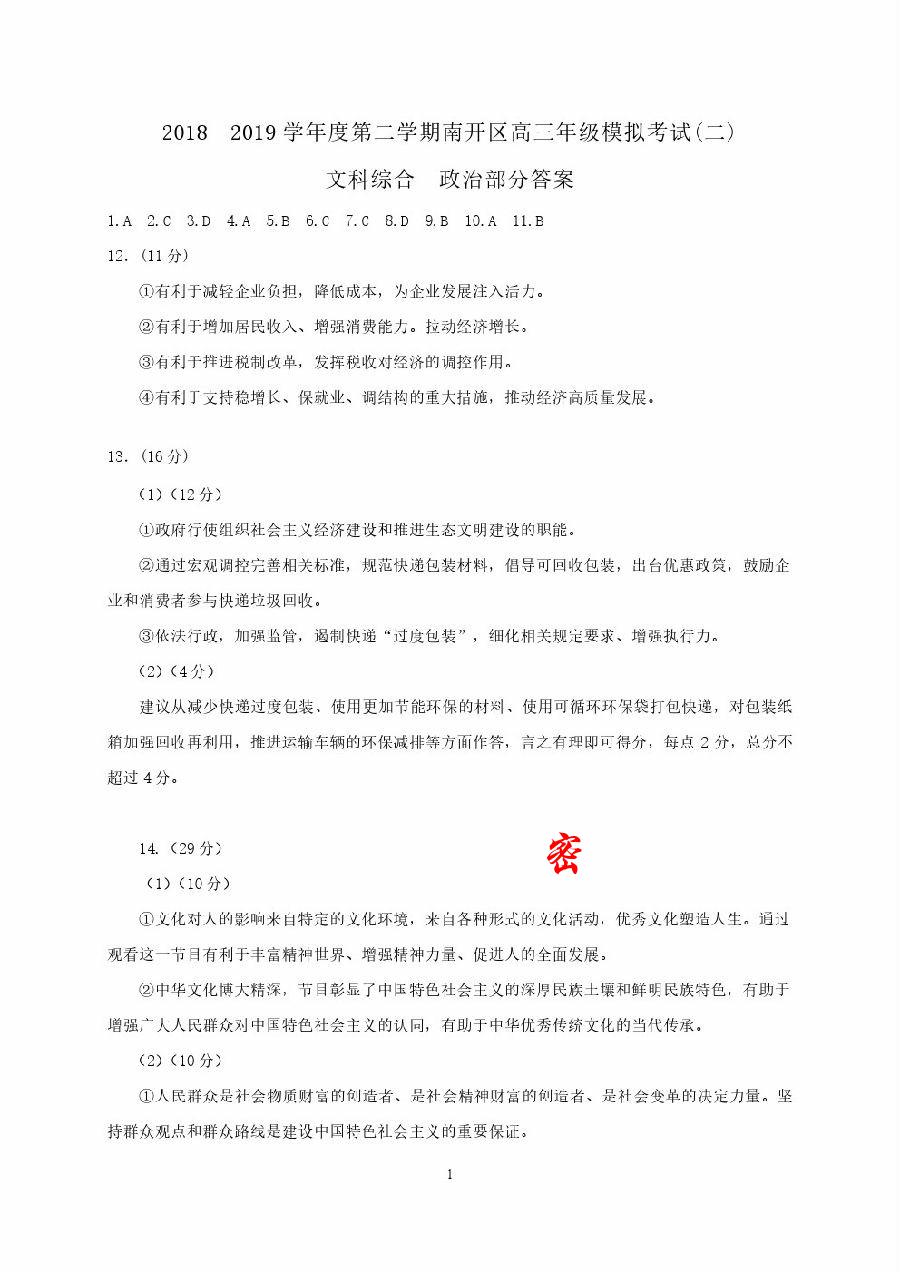 2018 2019学年度第二学期南开区高三年级模拟考试(二)
文科综合 政治部分答案
1.A 2.C 3.D 4.A 5.B 6.C 7.C 8.D 9.B 10.A 11.B
12.(11分)
①有利于减轻企业负担，降低成本，为企业发展注入活力。
②有利于增加居民收入、增强消费能力。拉动经济增长。
③有利于推进税制改革，发挥税收对经济的调控作用。
④有利于支持稳增长、保就业、调结构的重大措施，推动经济高质量发展。
13.(16分)
(1)(12分)
①政府行使组织社会主义经济建设和推进生态文明建设的职能。
②通过宏观调控完善相关标准，规范快递包装材料，倡导可回收包装，出台优惠政策，鼓励企
业和消费者参与快递垃圾回收。
③依法行政，加强监管，遏制快递“过度包装”，细化相关规定要求、增强执行力。
(2)(4分)
建议从减少快递过度包装、使用更加节能环保的材料、使用可循环环保袋打包快递，对包装纸
箱加强回收再利用，推进运输车辆的环保减排等方面作答，言之有理即可得分，每点2分，总分不
超过4分。
14.(29分)
密
(1)(10分)
①文化对人的影响来自特定的文化环境，来自各种形式的文化活动，优秀文化塑造人生。通过
观看这一节目有利于丰富精神世界、增强精神力量、促进人的全面发展。
②中华文化博大精深，节目彰显了中国特色社会主义的深厚民族土壤和鲜明民族特色，有助于
增强广大人民群众对中国特色社会主义的认同，有助于中华优秀传统文化的当代传承。
(2)(10分)
①人民群众是社会物质财富的创造者、是社会精神财富的创造者、是社会变革的决定力量。坚
持群众观点和群众路线是建设中国特色社会主义的重要保证。
1